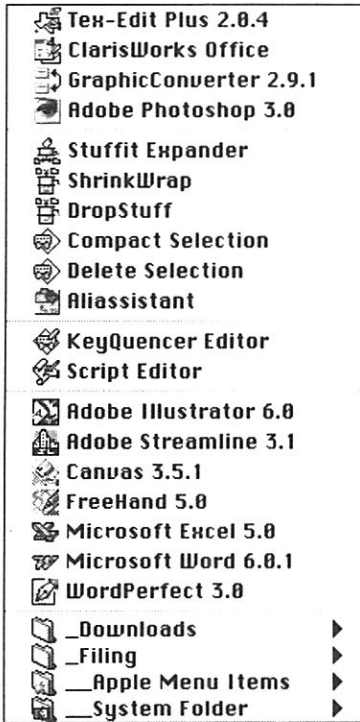 Tex-Edit Plus 2.0.4
ClarisWorks Office
GraphicConverter 2.9.1
Adobe Photoshop 3.0
Stuffit Expander
ShrinkWrap
DropStuff
Compact Selection
Delete Selection
Aliassistant
KeyQuencer Editor
Script Editor
Adobe Illustrator 6.0
Adobe Streamline 3.1
Canvas 3.5.1
FreeHand 5.0
Microsoft Excel 5.0
Microsoft Word 6.0.1
WordPerfect 3.0
_Downloads
_Filing
__Apple Menu Items
__System Folder